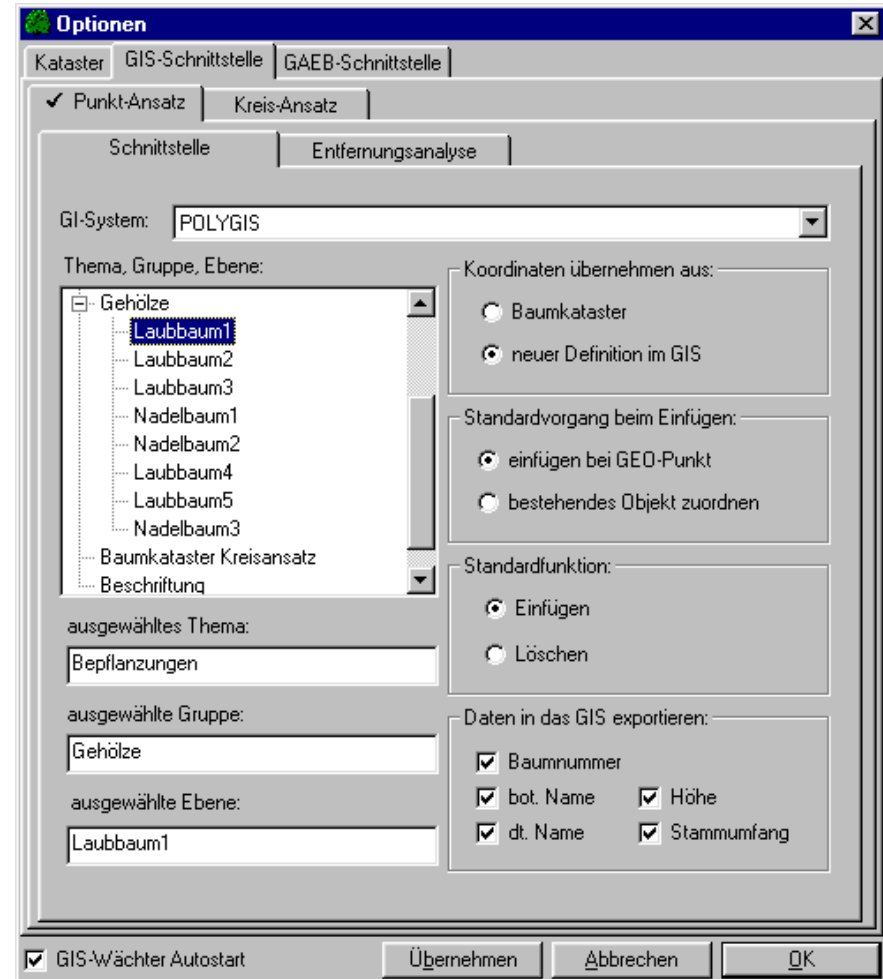 Optionen
Kataster GIS-Schnittstelle GAEB-Schnittstelle
Punkt-Ansatz Kreis-Ansatz
Schnittstelle Entfernungsanalyse
GI-System: POLYGIS
Thema, Gruppe, Ebene:
Gehölze
Laubbaum1
Laubbaum2
Laubbaum3
Nadelbaum1
Nadelbaum2
Laubbaum4
Laubbaum5
Nadelbaum3
Baumkataster Kreisansatz
Beschriftung
ausgewähltes Thema:
Bepflanzungen
ausgewählte Gruppe:
Gehölze
ausgewählte Ebene:
Laubbaum1
Koordinaten übernehmen aus:
Baumkataster
neuer Definition im GIS
Standardvorgang beim Einfügen:
einfügen bei GEO-Punkt
bestehendes Objekt zuordnen
Standardfunktion:
Einfügen
Löschen
Daten in das GIS exportieren:
Baumnummer
bot. Name Höhe
dt. Name Stammumfang
GIS-Wächter Autostart Übernehmen Abbrechen OK